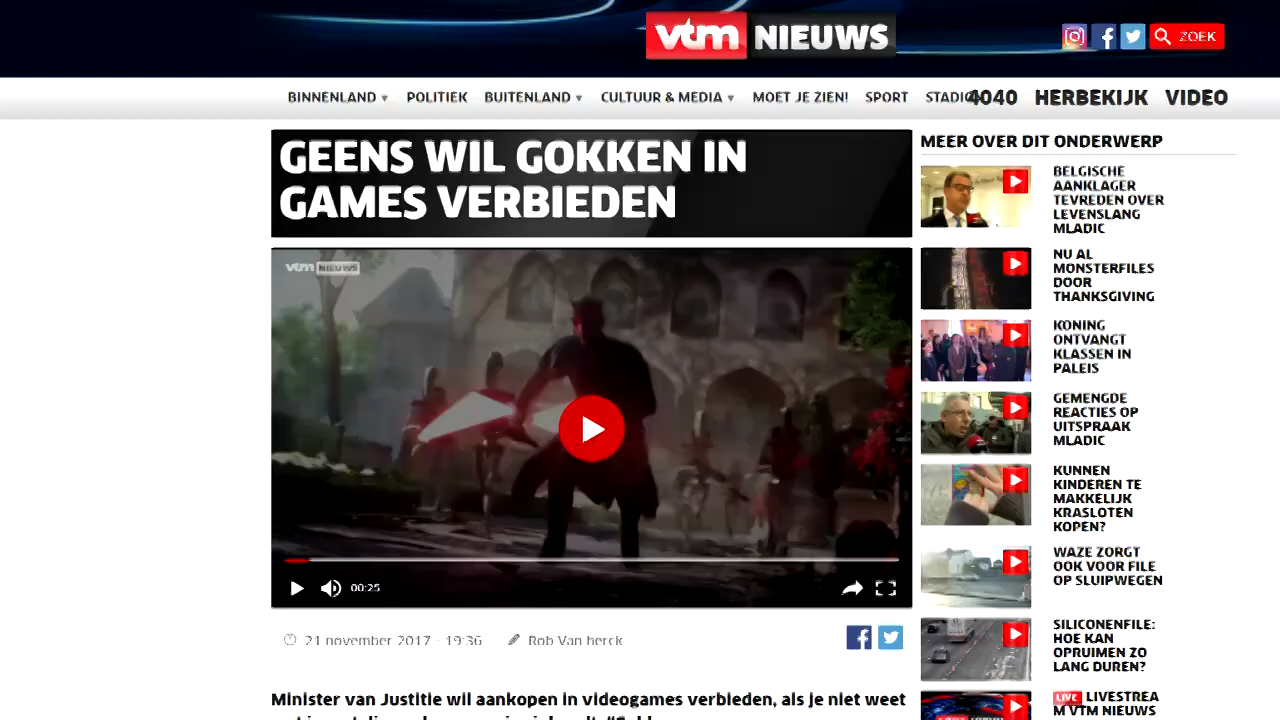 vtm NIEUWS
ZOEK
BINNENLAND POLITIEK BUITENLAND CULTUUR & MEDIA MOET JE ZIEN! SPORT 4040 HERBEKIJK VIDEO
GEENS WIL GOKKEN IN
GAMES VERBIEDEN
vtm NIEUWS
00:25
21 november 2017 - 19:36 Rob Van herck
Minister van Justitie wil aankopen in videogames verbieden, als je niet weet
MEER OVER DIT ONDERWERP
BELGISCHE
AANKLAGER
TEVREDEN OVER
LEVENSLANG
MLADIC
NU AL
MONSTERFILES
DOOR
THANKSGIVING
KONING
ONTVANGT
KLASSEN IN
PALEIS
GEMENGDE
REACTIES OP
UITSPRAAK
MLADIC
KUNNEN
KINDEREN TE
MAKKELIJK
KRASLOTEN
KOPEN?
WAZE ZORGT
OOK VOOR FILE
OP SLUIPWEGEN
SILICONENFILE:
HOE KAN
OPRUIMEN ZO
LANG DUREN?
LIVE LIVESTREA
M VTM NIEUWS